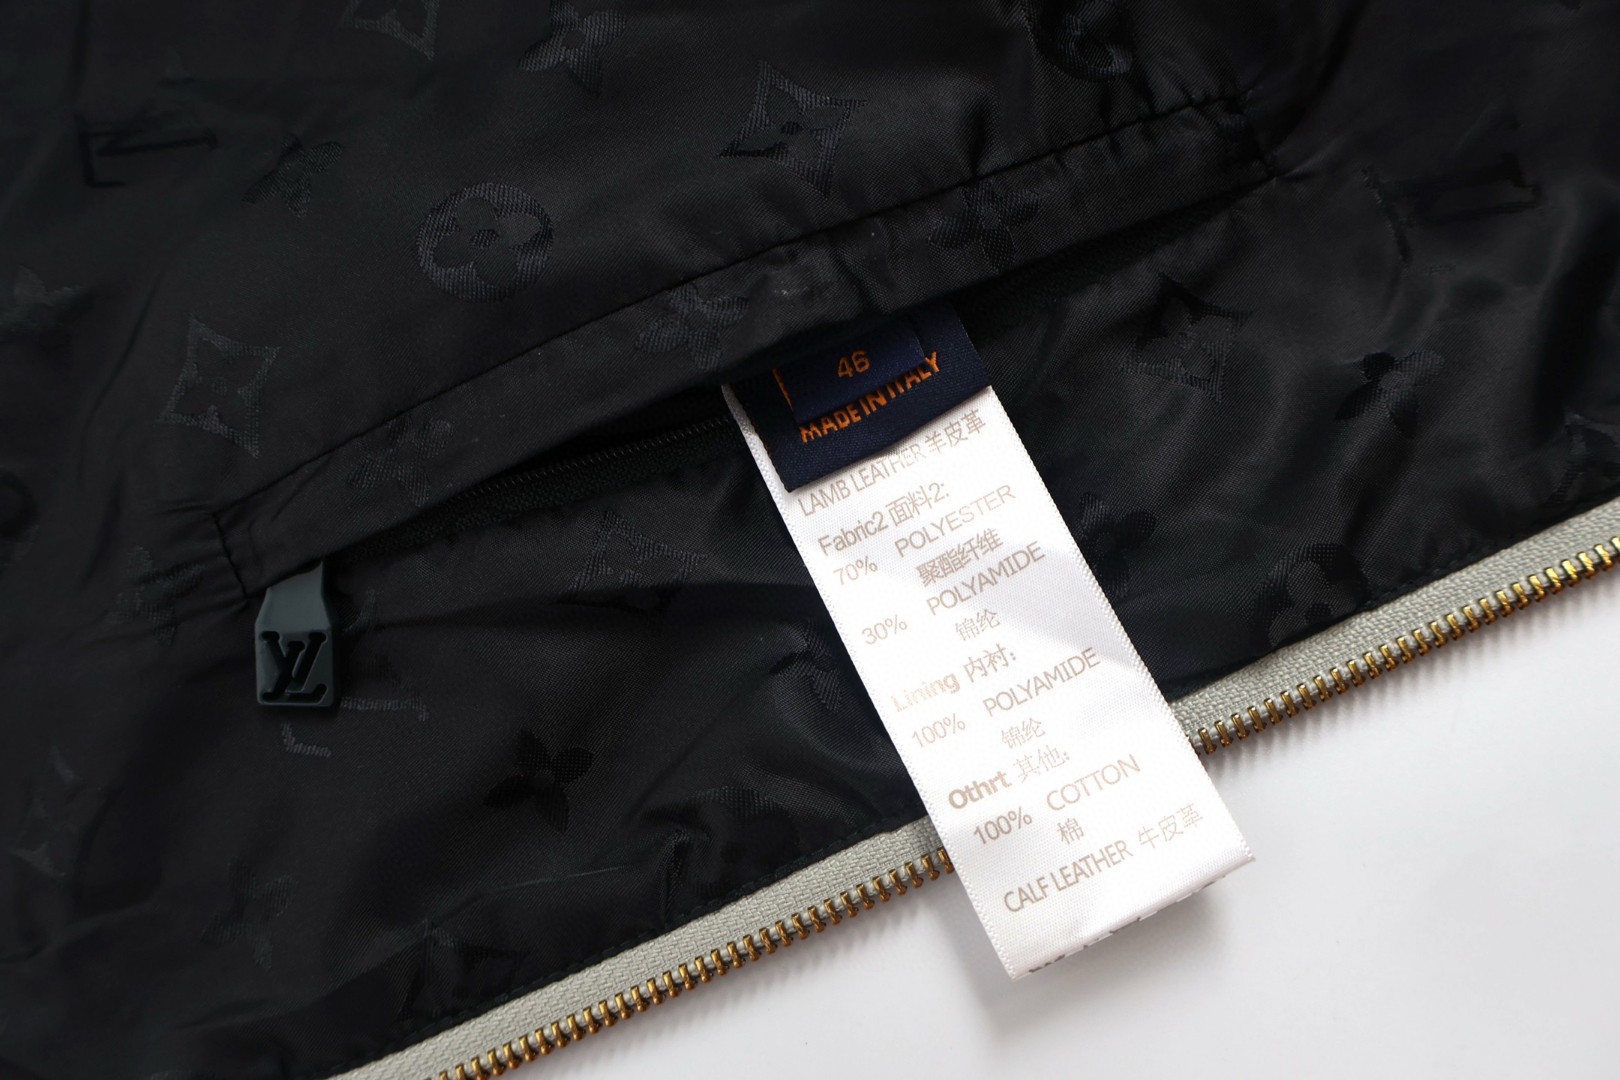 46
MADE IN ITALY
LAMB LEATHER 羊皮革
Fabric2 面料2:
70% POLYESTER
聚酯纤维
30% POLYAMIDE
锦纶
Lining 内衬:
100% POLYAMIDE
锦纶
Othrt 其他:
100% COTTON
棉
CALF LEATHER 牛皮革
LV